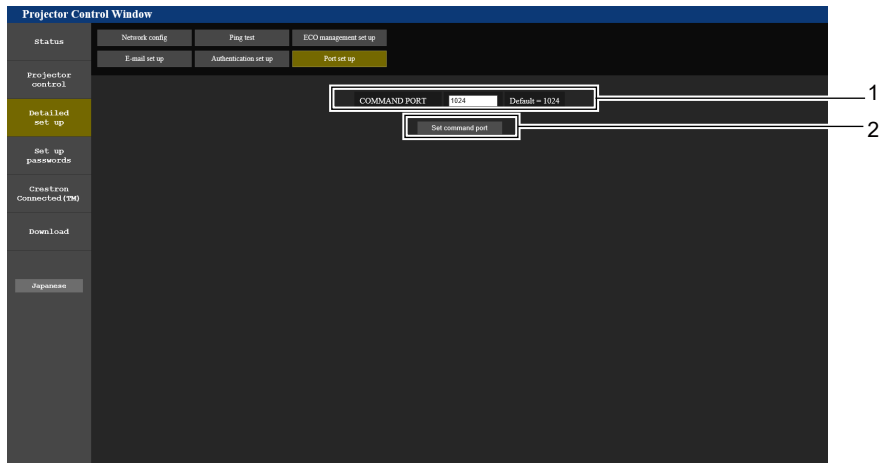 Projector Control Window
Status
Network config
Ping test
ECO management set up
E-mail set up
Authentication set up
Port set up
Projector
control
COMMAND PORT 1024 Default = 1024
1
Set command port
2
Detailed
set up
Set up
passwords
Crestron
Connected(TM)
Download
Japanese